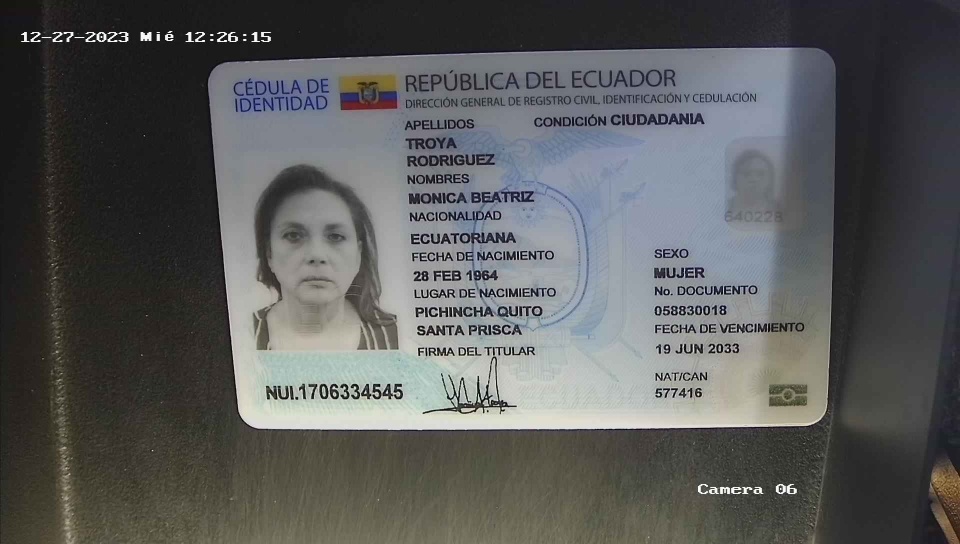 12-27-2023 Mié 12:26:15
CÉDULA DE
IDENTIDAD
REPÚBLICA DEL ECUADOR
DIRECCIÓN GENERAL DE REGISTRO CIVIL, IDENTIFICACIÓN Y CEDULACIÓN
APELLIDOS
CONDICIÓN CIUDADANIA
TROYA
RODRIGUEZ
NOMBRES
MONICA BEATRIZ
NACIONALIDAD
ECUATORIANA
FECHA DE NACIMIENTO
28 FEB 1964
LUGAR DE NACIMIENTO
PICHINCHA QUITO
SANTA PRISCA
FIRMA DEL TITULAR
640228
SEXO
MUJER
No. DOCUMENTO
058830018
FECHA DE VENCIMIENTO
19 JUN 2033
NAT/CAN
577416
NUI.1706334545
Camera 06